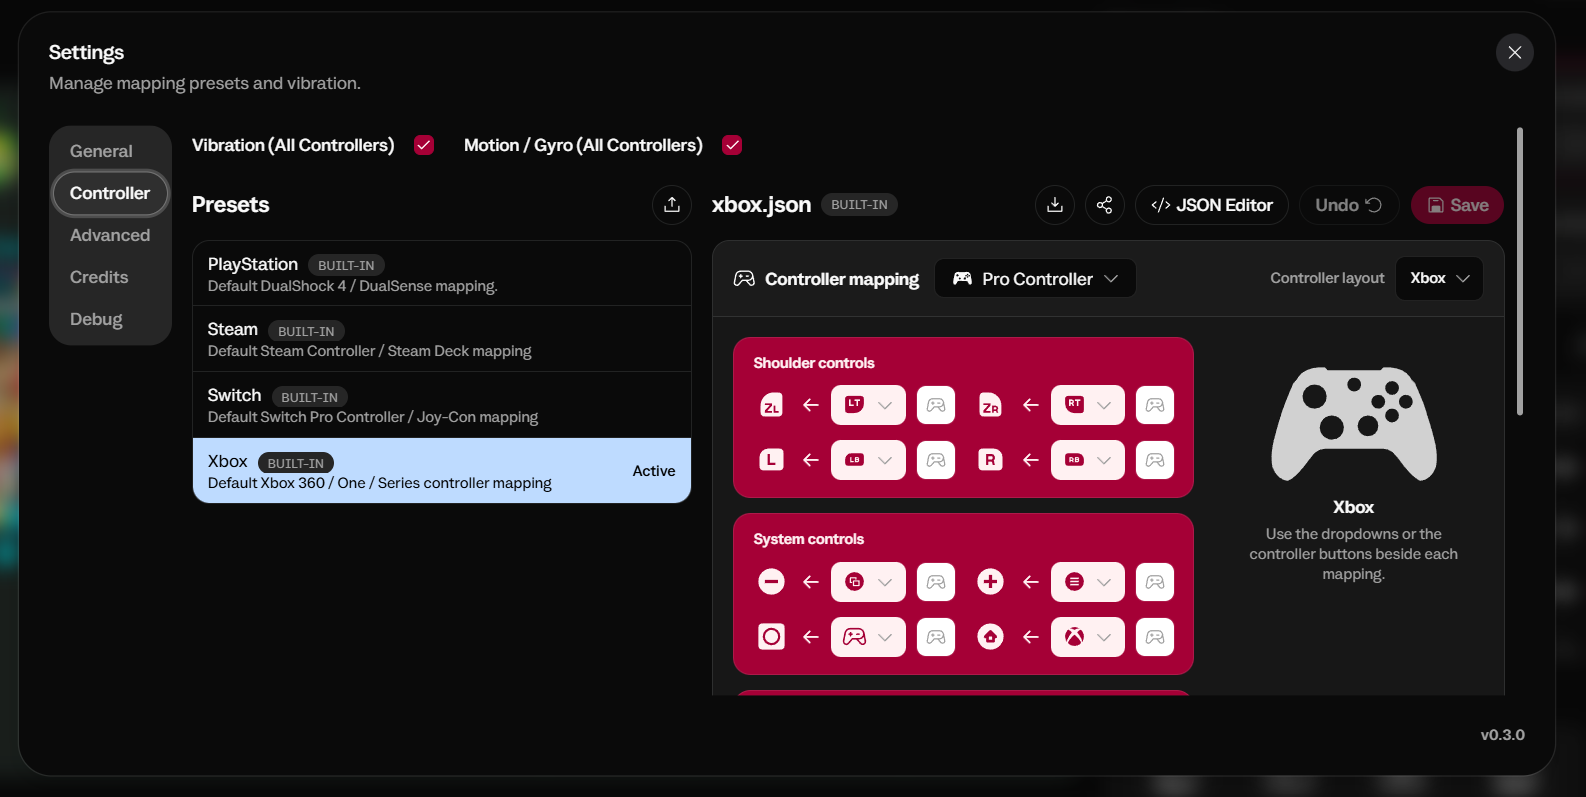 Settings
Manage mapping presets and vibration.
General
Controller
Advanced
Credits
Debug
Vibration (All Controllers)
Motion / Gyro (All Controllers)
Presets
PlayStation BUILT-IN
Default DualShock 4 / DualSense mapping.
Steam BUILT-IN
Default Steam Controller / Steam Deck mapping
Switch BUILT-IN
Default Switch Pro Controller / Joy-Con mapping
Xbox BUILT-IN
Default Xbox 360 / One / Series controller mapping
Active
xbox.json BUILT-IN
</> JSON Editor
Undo
Save
Controller mapping
Pro Controller
Controller layout
Xbox
Shoulder controls
ZL LT ZR RT
L LB R RB
System controls
Xbox
Use the dropdowns or the
controller buttons beside each
mapping.
v0.3.0